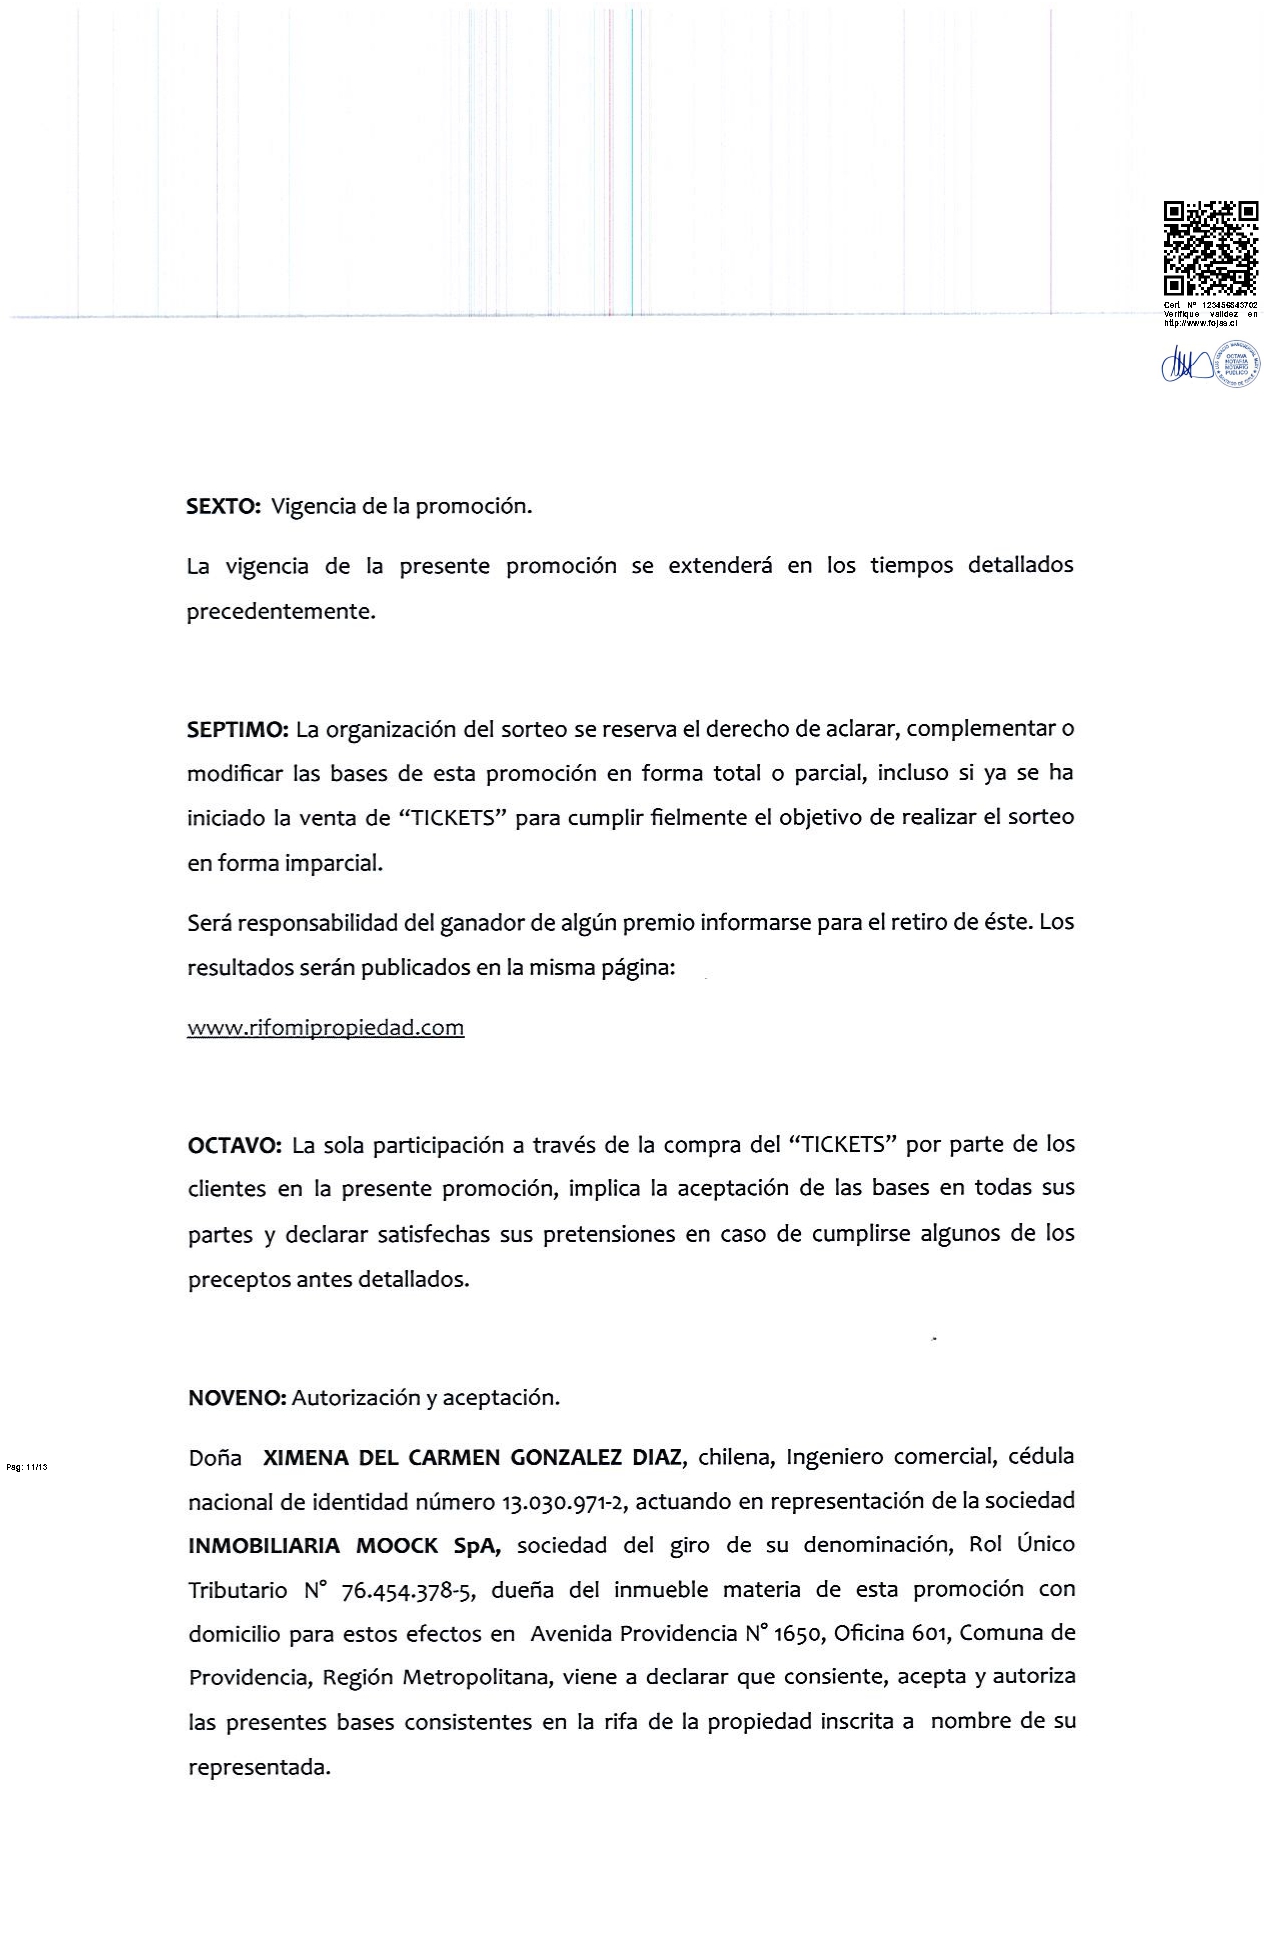 Cert. Nº 123456843702
Verifique validez en
http://www.fojas.cl
OCTAVA
NOTARIA
NOTARIO
PÚBLICO
SEXTO: Vigencia de la promoción.
La vigencia de la presente promoción se extenderá en los tiempos detallados
precedentemente.
SEPTIMO: La organización del sorteo se reserva el derecho de aclarar, complementar o
modificar las bases de esta promoción en forma total o parcial, incluso si ya se ha
iniciado la venta de “TICKETS” para cumplir fielmente el objetivo de realizar el sorteo
en forma imparcial.
Será responsabilidad del ganador de algún premio informarse para el retiro de éste. Los
resultados serán publicados en la misma página:
www.rifomipropiedad.com
OCTAVO: La sola participación a través de la compra del “TICKETS” por parte de los
clientes en la presente promoción, implica la aceptación de las bases en todas sus
partes y declarar satisfechas sus pretensiones en caso de cumplirse algunos de los
preceptos antes detallados.
NOVENO: Autorización y aceptación.
Doña XIMENA DEL CARMEN GONZALEZ DIAZ, chilena, Ingeniero comercial, cédula
Pag: 11/13
nacional de identidad número 13.030.971-2, actuando en representación de la sociedad
INMOBILIARIA MOOCK SpA, sociedad del giro de su denominación, Rol Único
Tributario N° 76.454.378-5, dueña del inmueble materia de esta promoción con
domicilio para estos efectos en Avenida Providencia N° 1650, Oficina 601, Comuna de
Providencia, Región Metropolitana, viene a declarar que consiente, acepta y autoriza
las presentes bases consistentes en la rifa de la propiedad inscrita a nombre de su
representada.